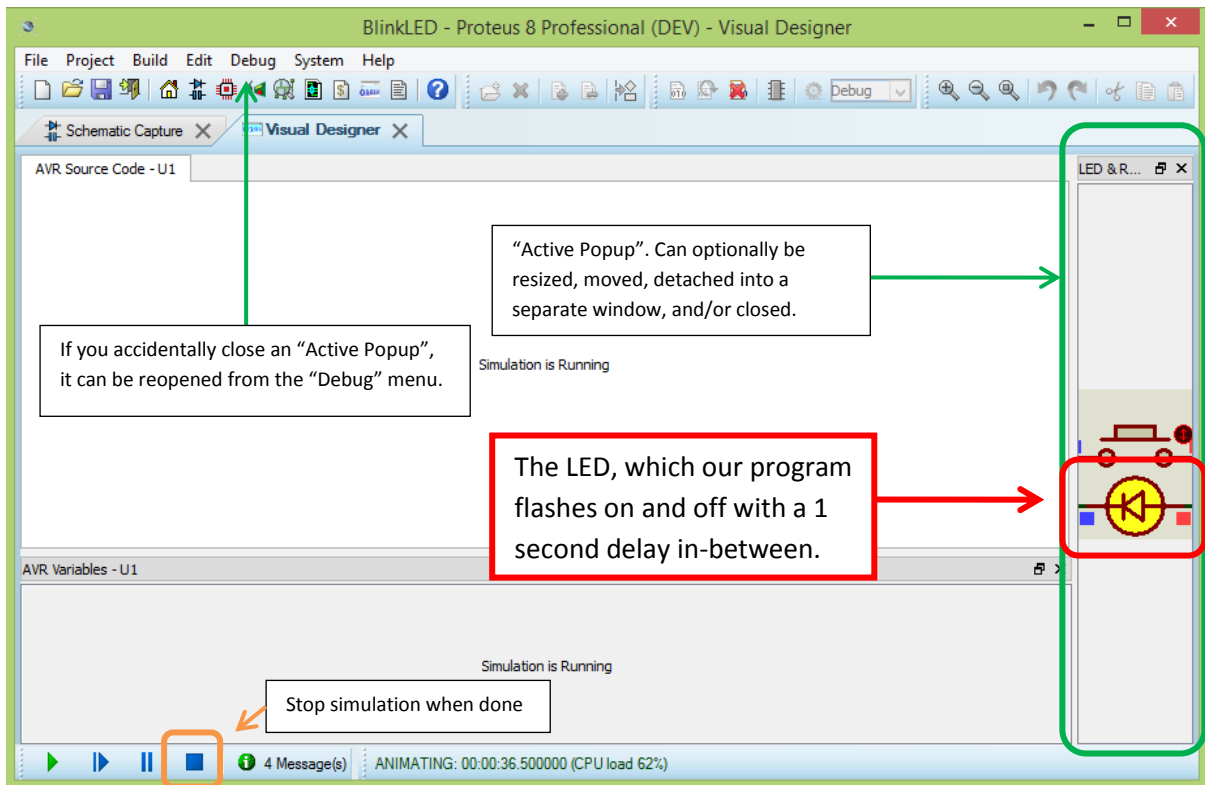 BlinkLED - Proteus 8 Professional (DEV) - Visual Designer
File Project Build Edit Debug System Help
Debug
Schematic Capture
Visual Designer
AVR Source Code - U1
LED & R...
“Active Popup”. Can optionally be
resized, moved, detached into a
separate window, and/or closed.
If you accidentally close an “Active Popup”,
it can be reopened from the “Debug” menu.
Simulation is Running
The LED, which our program
flashes on and off with a 1
second delay in-between.
AVR Variables - U1
Simulation is Running
Stop simulation when done
4 Message(s)
ANIMATING: 00:00:36.500000 (CPU load 62%)